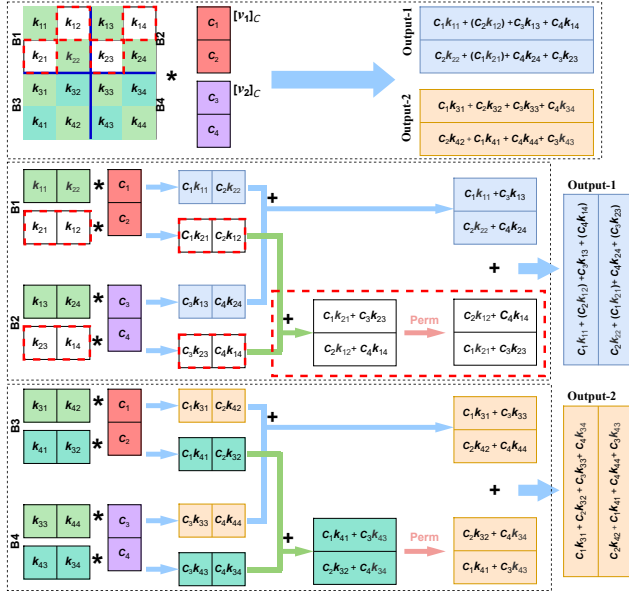 B1
k11 k12 k13 k14
B2
k21 k22 k23 k24
B3
k31 k32 k33 k34
B4
k41 k42 k43 k44
*
C1
C2
[v1]C
C3
C4
[v2]C
Output-1
C1k11 + (C2k12) +C3k13 + C4k14
C2k22 + (C1k21) + C4k24 + C3k23
Output-2
C1k31 + C2k32 + C3k33+ C4k34
C2k42 + C1k41 + C4k44+ C3k43
B1
k11 k22 * C1
k21 k12 * C2
C1k11 C2k22
C1k21 C2k12
+
B2
k13 k24 * C3
k23 k14 * C4
C3k13 C4k24
C3k23 C4k14
+
C1k11 +C3k13
C2k22 + C4k24
+
C1k21+ C3k23
C2k12+ C4k14
Perm
C2k12+ C4k14
C1k21+ C3k23
Output-1
C1k11 + (C2k12) +C3k13 + (C4k14)
C2k22 + (C1k21)+ C4k24 + (C3k23)
B3
k31 k42 * C1
k41 k32 * C2
C1k31 C2k42
C1k41 C2k32
+
B4
k33 k44 * C3
k43 k34 * C4
C3k33 C4k44
C3k43 C4k34
+
C1k31 + C3k33
C2k42 + C4k44
+
C1k41 + C3k43
C2k32 + C4k34
Perm
C2k32 + C4k34
C1k41 + C3k43
Output-2
C1k31 + C2k32 + C3k33+ C4k34
C2k42 + C1k41 + C4k44 + C3k43